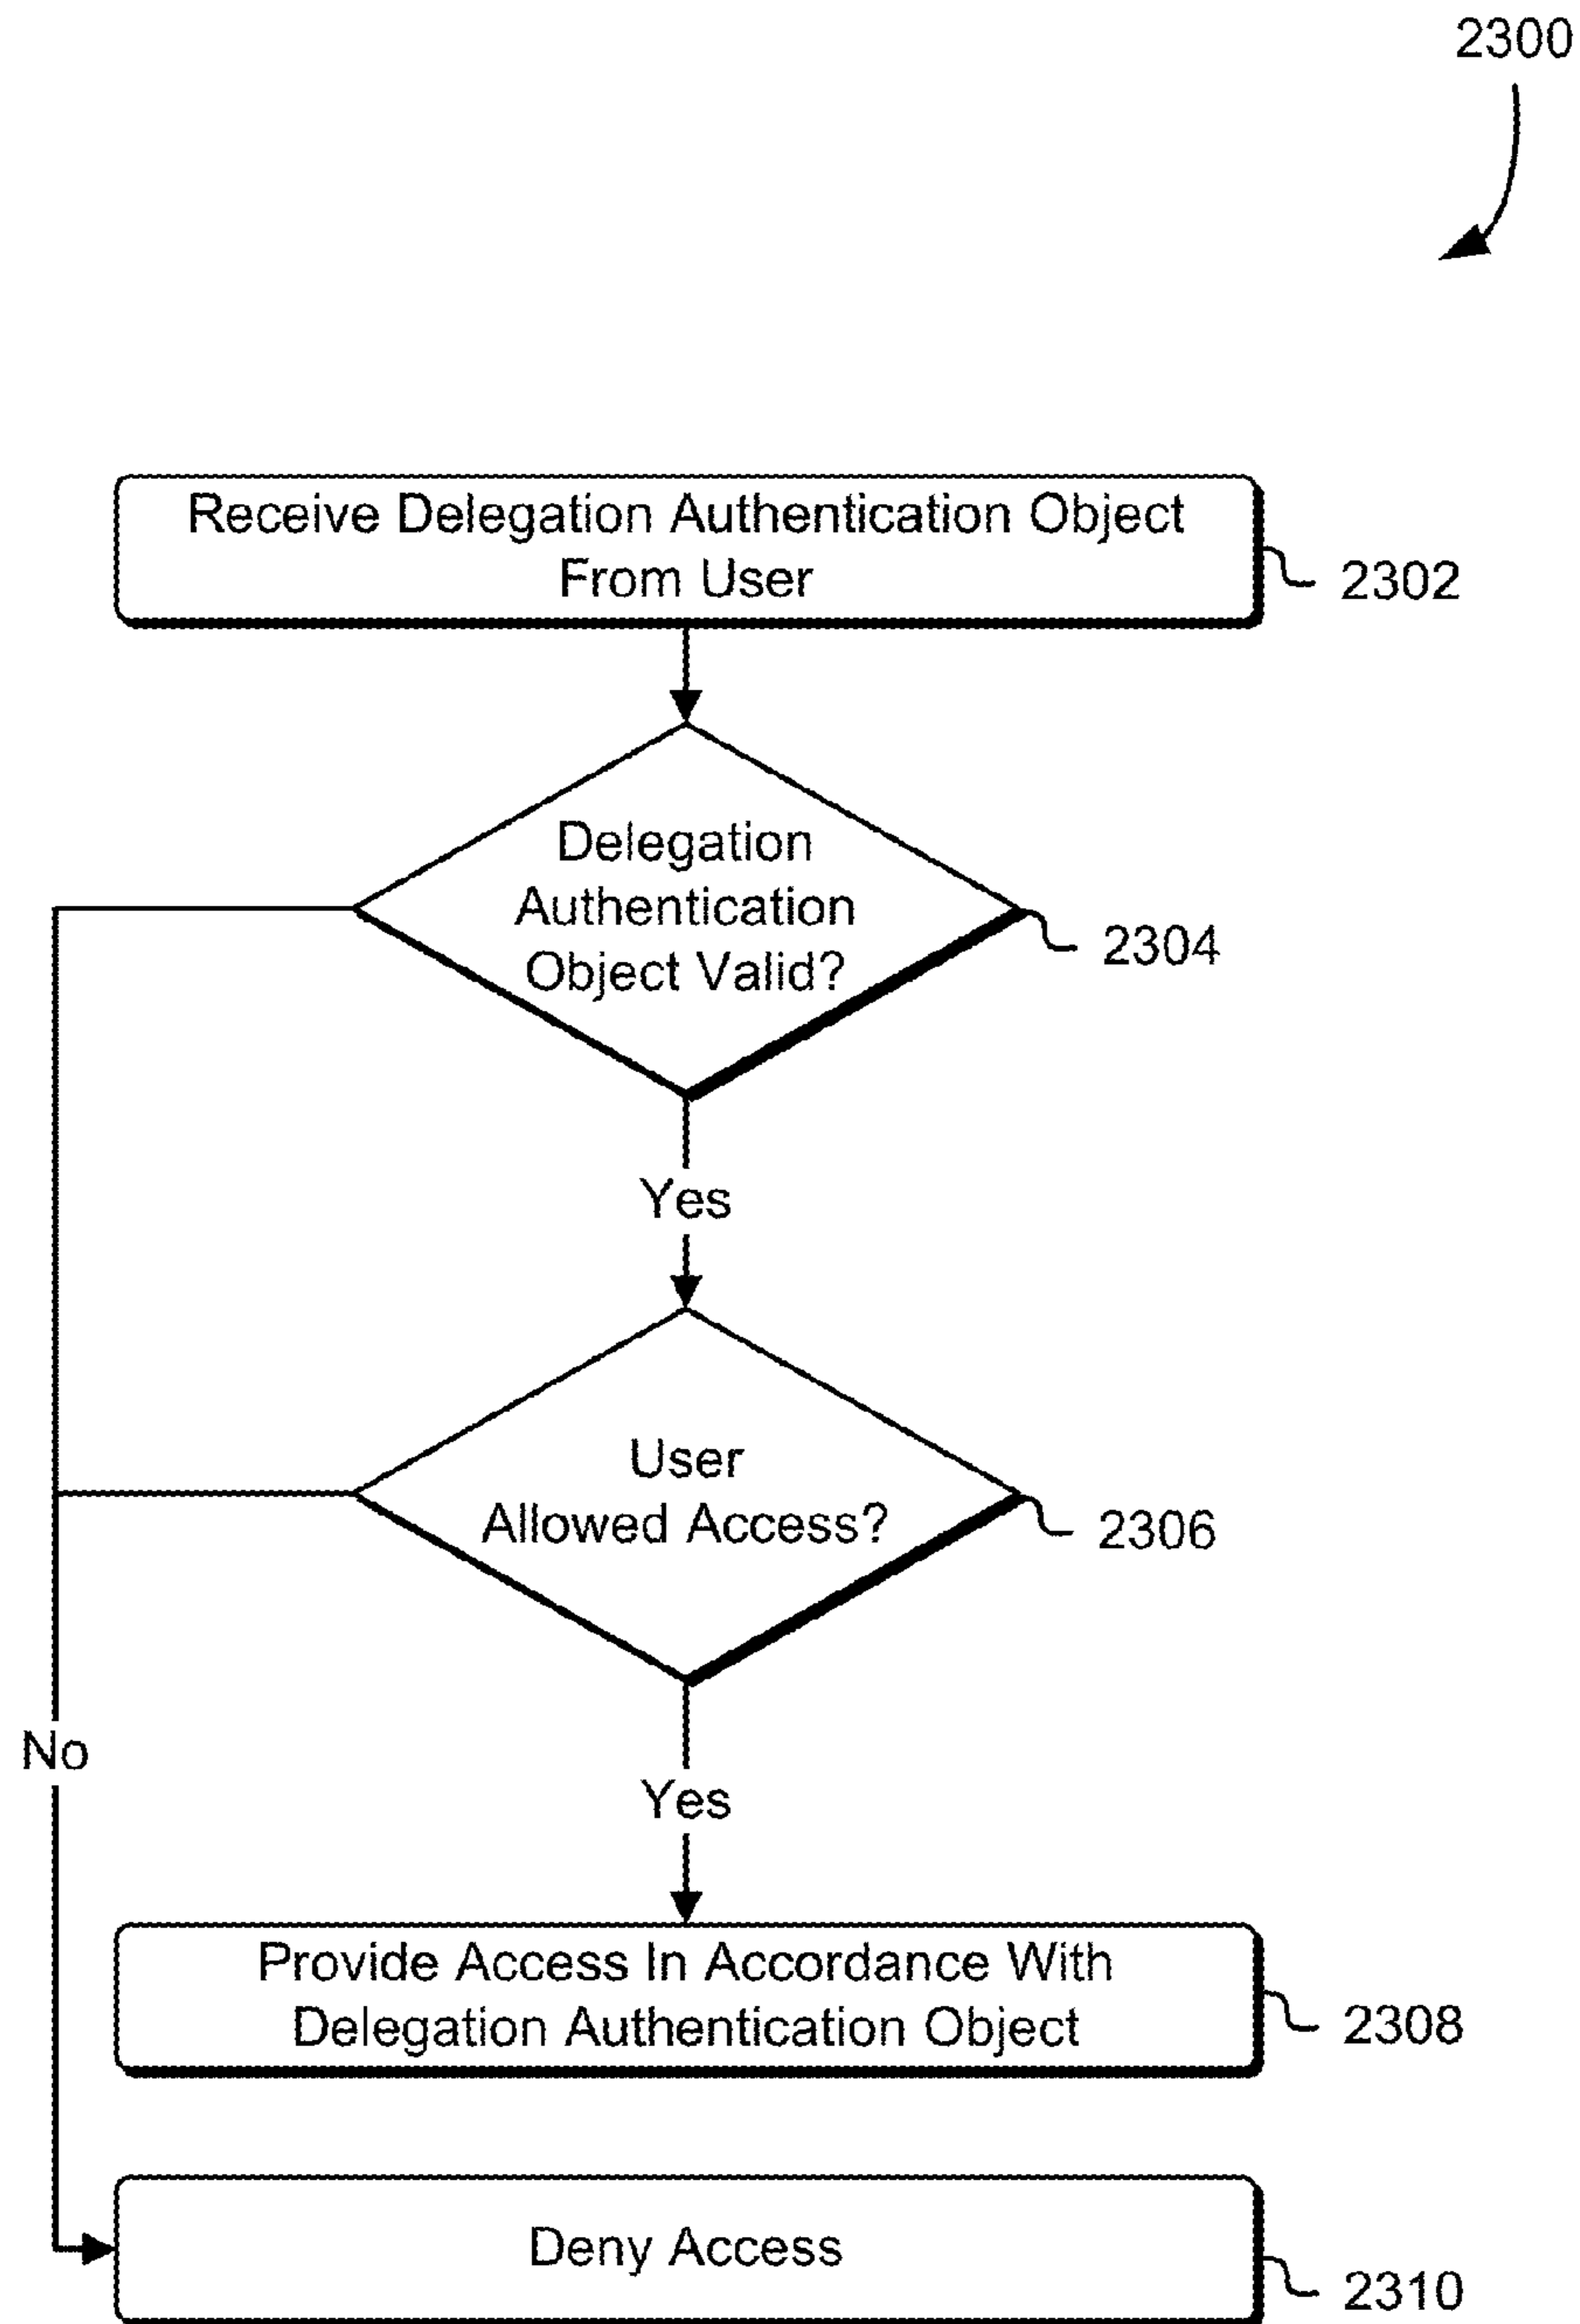 2300
Receive Delegation Authentication Object
From User
2302
Delegation
Authentication
Object Valid?
2304
Yes
User
Allowed Access?
2306
No
Yes
Provide Access In Accordance With
Delegation Authentication Object
2308
Deny Access
2310